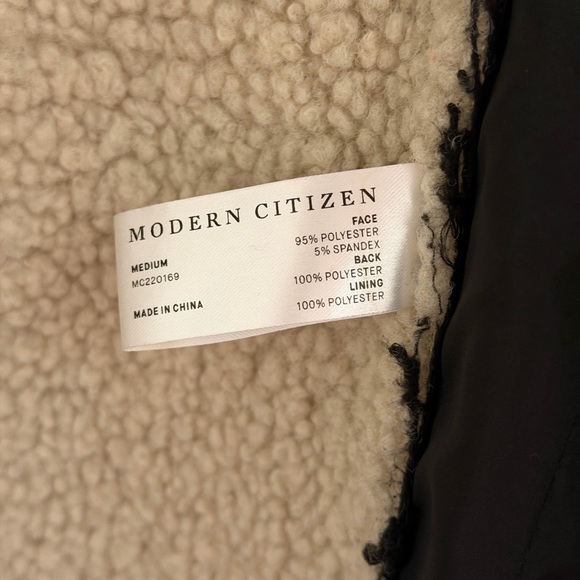 MODERN CITIZEN
MEDIUM
MC220169
MADE IN CHINA
FACE
95% POLYESTER
5% SPANDEX
BACK
100% POLYESTER
LINING
100% POLYESTER